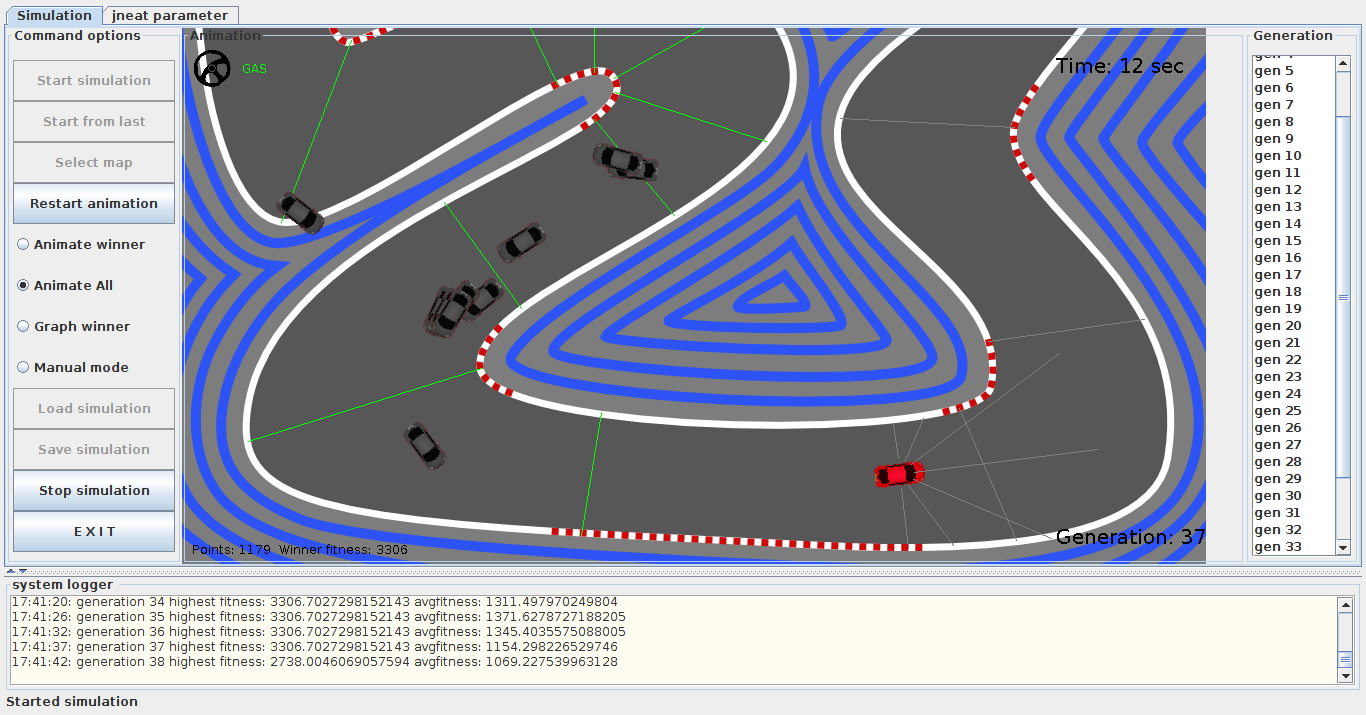 Simulation
jneat parameter
Command options
Start simulation
Start from last
Select map
Restart animation
Animate winner
Animate All
Graph winner
Manual mode
Load simulation
Save simulation
Stop simulation
E X I T
Animation
GAS
Time: 12 sec
Points: 1179 Winner fitness: 3306
Generation: 37
Generation
gen 5
gen 6
gen 7
gen 8
gen 9
gen 10
gen 11
gen 12
gen 13
gen 14
gen 15
gen 16
gen 17
gen 18
gen 19
gen 20
gen 21
gen 22
gen 23
gen 24
gen 25
gen 26
gen 27
gen 28
gen 29
gen 30
gen 31
gen 32
gen 33
system logger
17:41:20: generation 34 highest fitness: 3306.7027298152143 avgfitness: 1311.497970249804
17:41:26: generation 35 highest fitness: 3306.7027298152143 avgfitness: 1371.6278727188205
17:41:32: generation 36 highest fitness: 3306.7027298152143 avgfitness: 1345.4035575088005
17:41:37: generation 37 highest fitness: 3306.7027298152143 avgfitness: 1154.298226529746
17:41:42: generation 38 highest fitness: 2738.0046069057594 avgfitness: 1069.227539963128
Started simulation